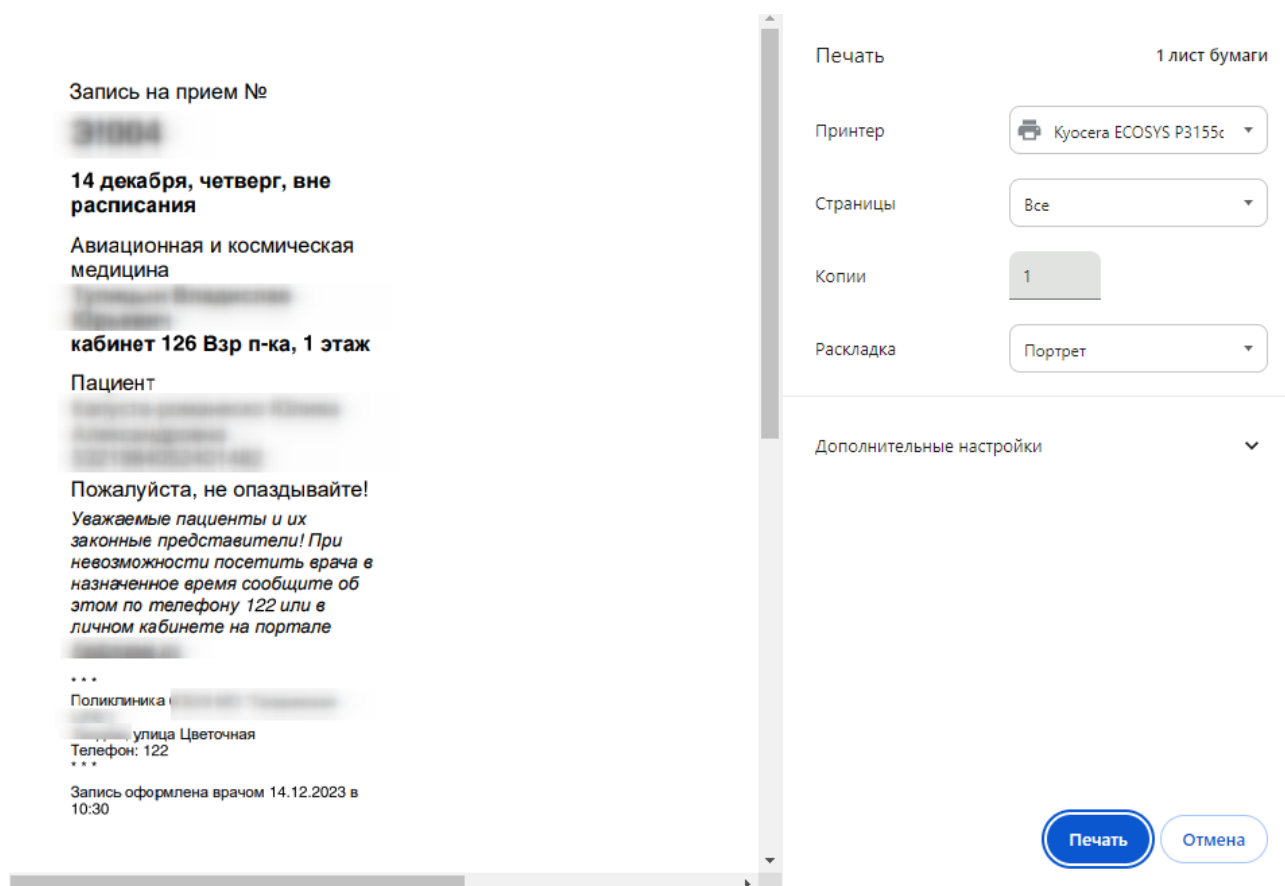 Запись на прием №
14 декабря, четверг, вне
расписания
Авиационная и космическая
медицина
кабинет 126 Взр п-ка, 1 этаж
Пациент
Пожалуйста, не опаздывайте!
Уважаемые пациенты и их
законные представители! При
невозможности посетить врача в
назначенное время сообщите об
этом по телефону 122 или в
личном кабинете на портале
* * *
Поликлиника
улица Цветочная
Телефон: 122
* * *
Запись оформлена врачом 14.12.2023 в
10:30
Печать
1 лист бумаги
Принтер
Kyocera ECOSYS P3155c
Страницы
Все
Копии
1
Раскладка
Портрет
Дополнительные настройки
Печать
Отмена